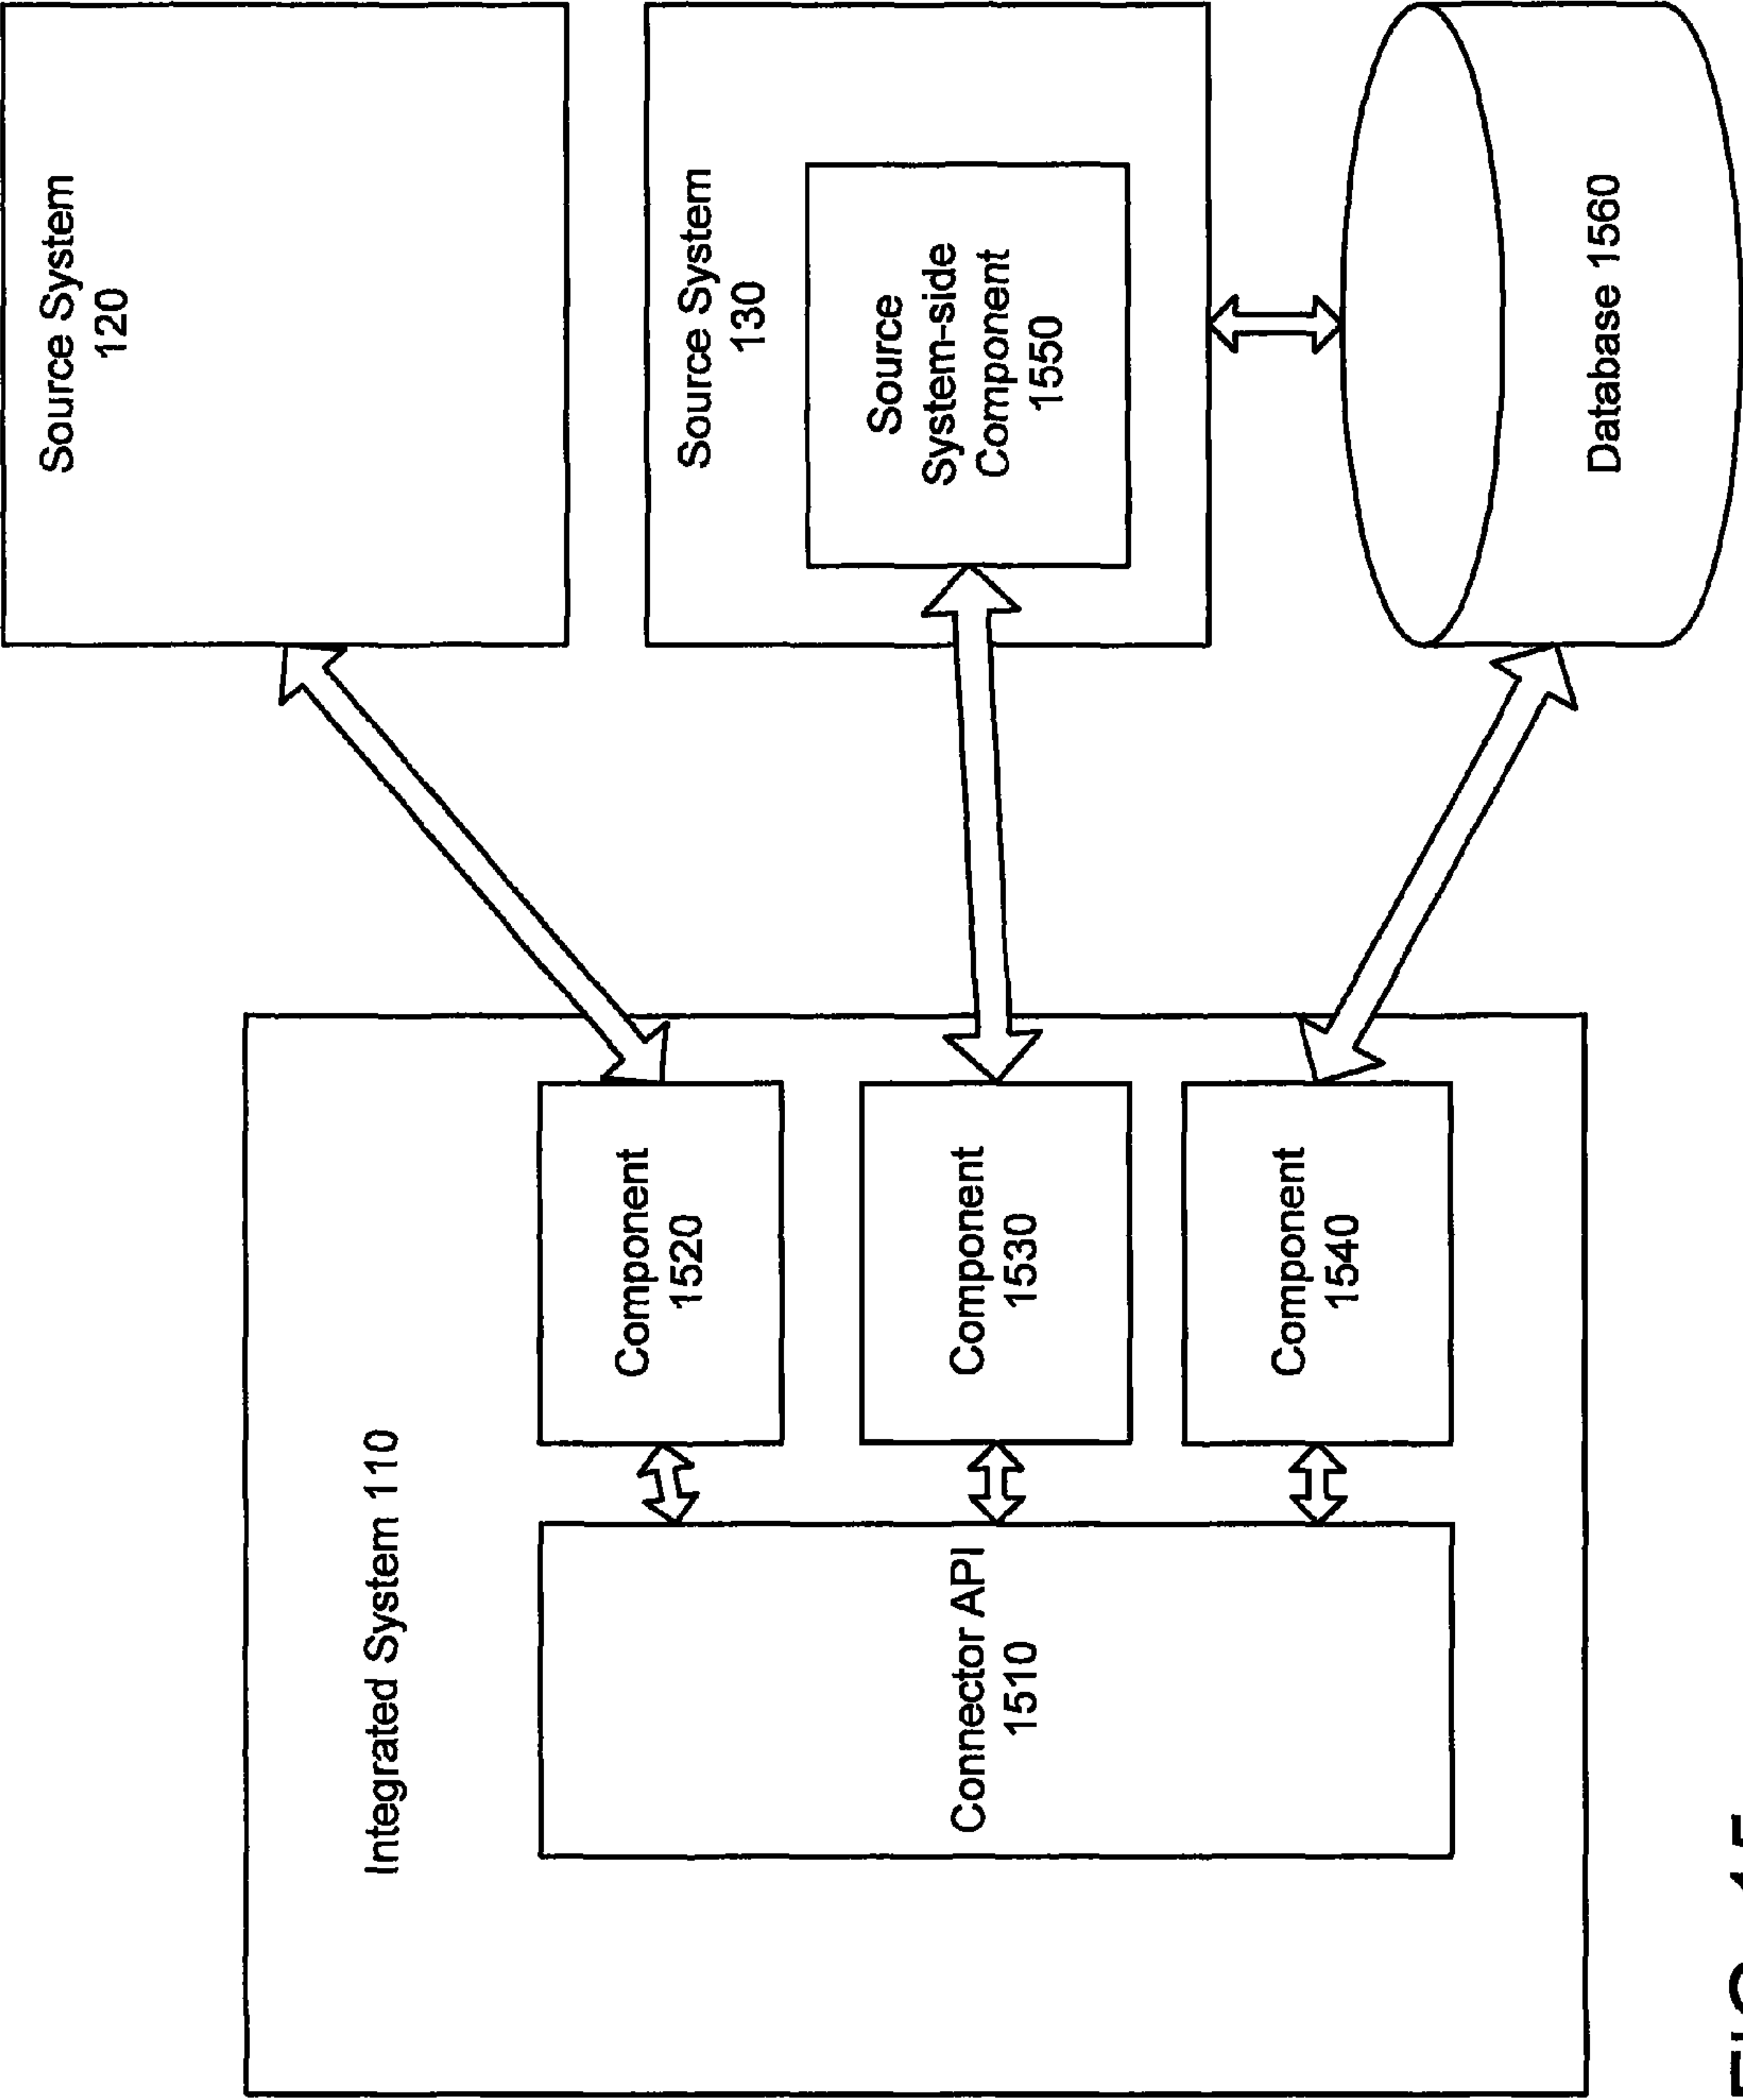 Integrated System 110
Connector API
1510
Component
1520
Component
1530
Component
1540
Source System
120
Source System
130
Source
System-side
Component
1550
Database 1560